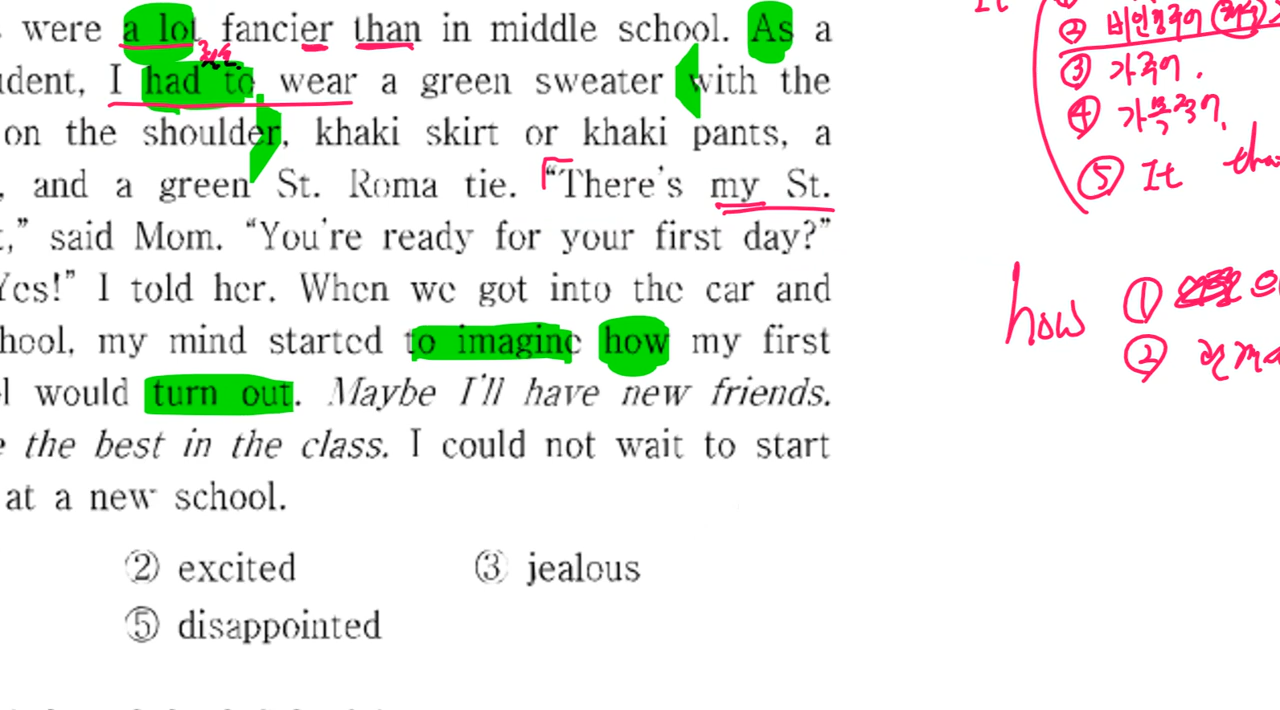 were a lot fancier than in middle school. As a
I had to wear a green sweater with the
on the shoulder, khaki skirt or khaki pants, a
, and a green St. Roma tie. “There's my St.
,” said Mom. “You're ready for your first day?”
I told her. When we got into the car and
my mind started to imagine how my first
would turn out. Maybe I'll have new friends.
the best in the class. I could not wait to start
at a new school.
② excited ③ jealous
⑤ disappointed
It
② 비인칭주어
③ 가주어.
④ 가목적어.
⑤ It
how ①
②